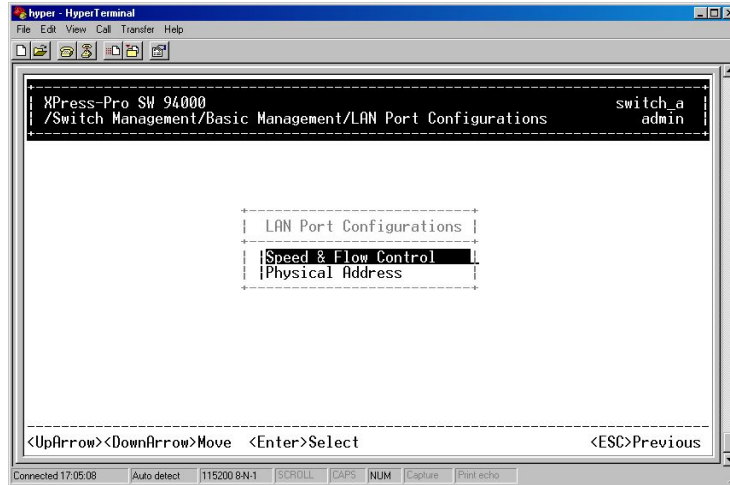 hyper - HyperTerminal
File Edit View Call Transfer Help
XPress-Pro SW 94000 switch_a
/Switch Management/Basic Management/LAN Port Configurations admin
LAN Port Configurations
Speed & Flow Control
Physical Address
<UpArrow><DownArrow>Move <Enter>Select <ESC>Previous
Connected 17:05:08 Auto detect 115200 8-N-1 SCROLL CAPS NUM Capture Print echo